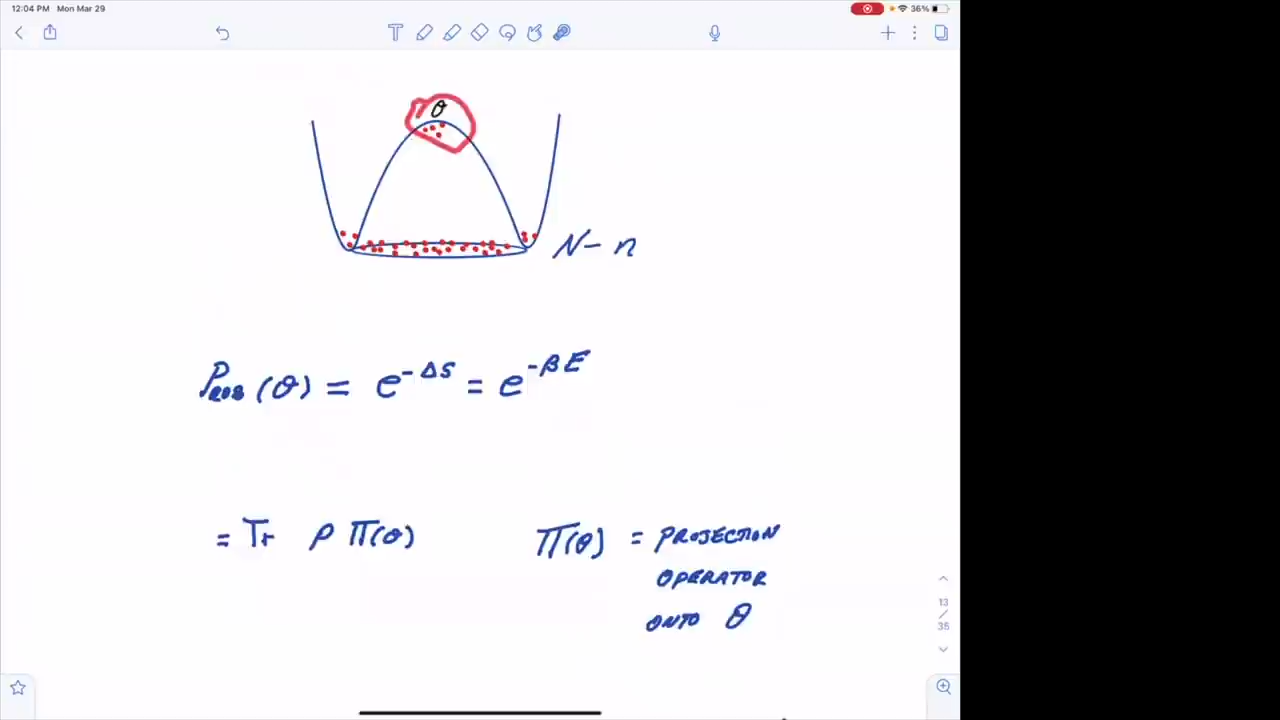 12:04 PM Mon Mar 29
36%
θ
N - n
Prob (θ) = e^{-ΔS} = e^{-βE}
= Tr ρ Π(θ)
Π(θ) = PROJECTION
OPERATOR
ONTO θ
13
/
35